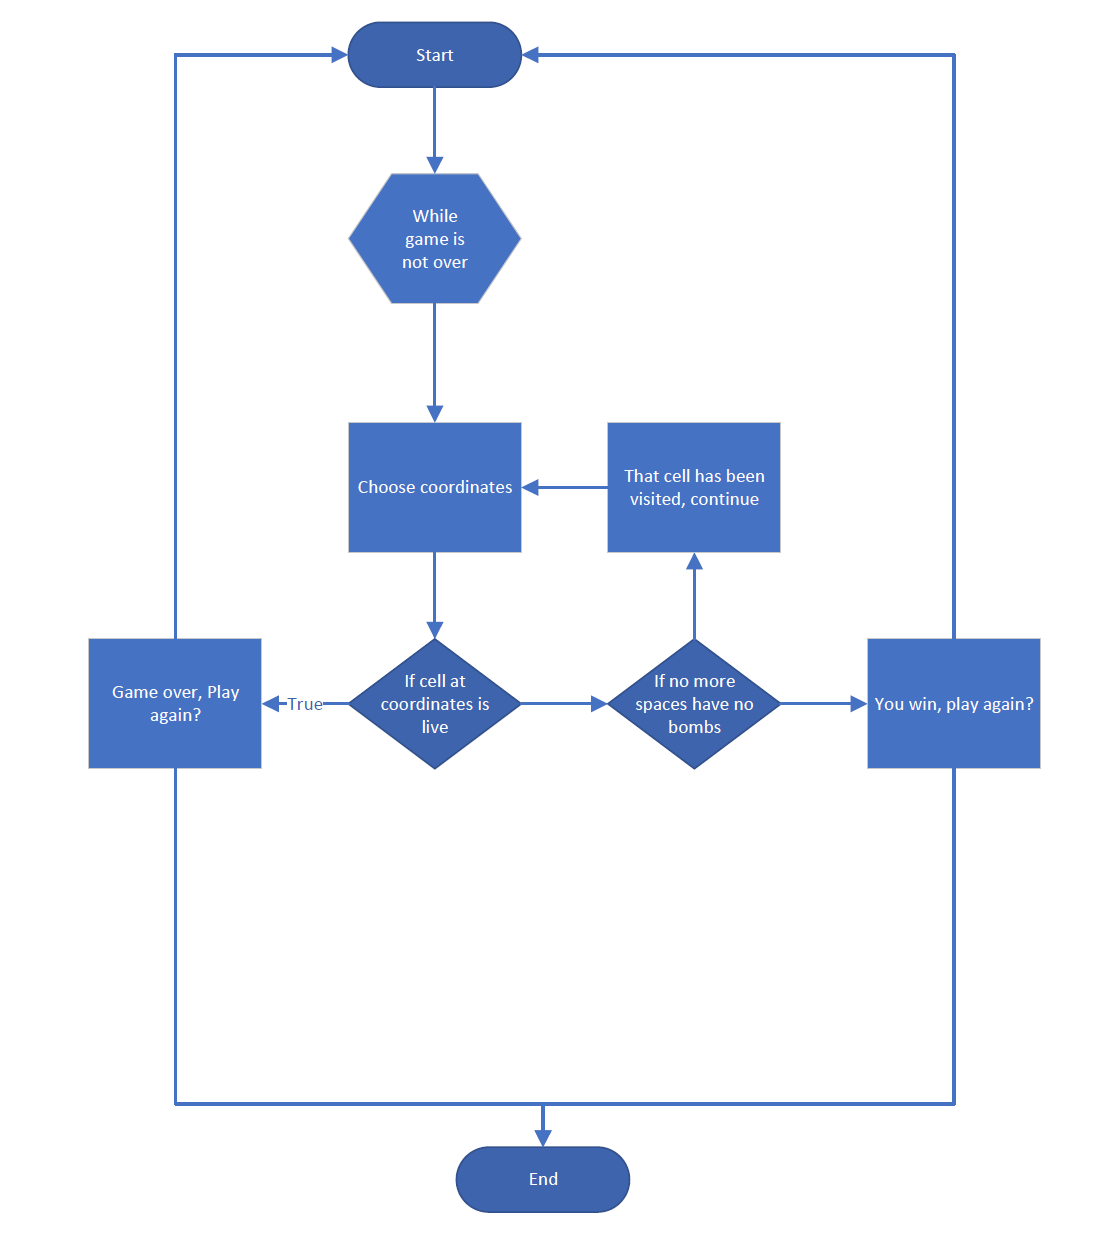 Start
While
game is
not over
Choose coordinates
That cell has been
visited, continue
Game over, Play
again?
True
If cell at
coordinates is
live
If no more
spaces have no
bombs
You win, play again?
End